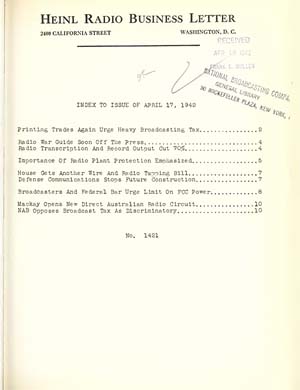 HEINL RADIO BUSINESS LETTER
2400 CALIFORNIA STREET WASHINGTON, D. C.
RECEIVED
APR 1942
FRANK E. MULLEN
NATIONAL BROADCASTING COMPA
GENERAL LIBRARY
30 ROCKEFELLER PLAZA, NEW YORK,
INDEX TO ISSUE OF APRIL 17, 1942
Printing Trades Again Urge Heavy Broadcasting Tax...............2
Radio War Guide Soon Off The Press..............................4
Radio Transcription And Record Output Cut 70%...................4
Importance Of Radio Plant Protection Emphasized.................5
House Gets Another Wire And Radio Tapping Bill..................7
Defense Communications Stops Future Construction................7
Broadcasters And Federal Bar Urge Limit On FCC Power............8
Mackay Opens New Direct Australian Radio Circuit................10
NAB Opposes Broadcast Tax As Discriminatory.....................10
No. 1421